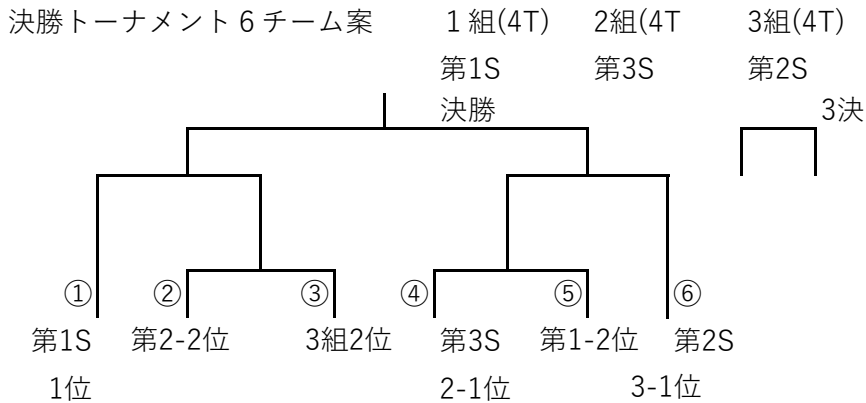 決勝トーナメント6チーム案 1組(4T) 2組(4T 3組(4T)
第1S 第3S 第2S
決勝 3決
① ② ③ ④ ⑤ ⑥
第1S 第2-2位 3組2位 第3S 第1-2位 第2S
1位 2-1位 3-1位